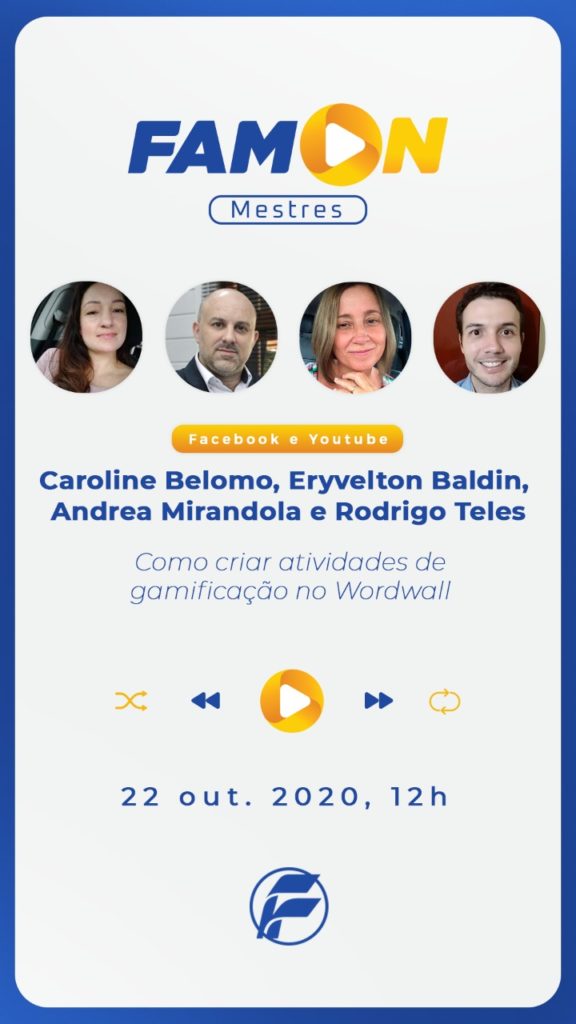 FAMON
Mestres
Facebook e Youtube
Caroline Belomo, Eryvelton Baldin,
Andrea Mirandola e Rodrigo Teles
Como criar atividades de
gamificação no Wordwall
22 out. 2020, 12h
F